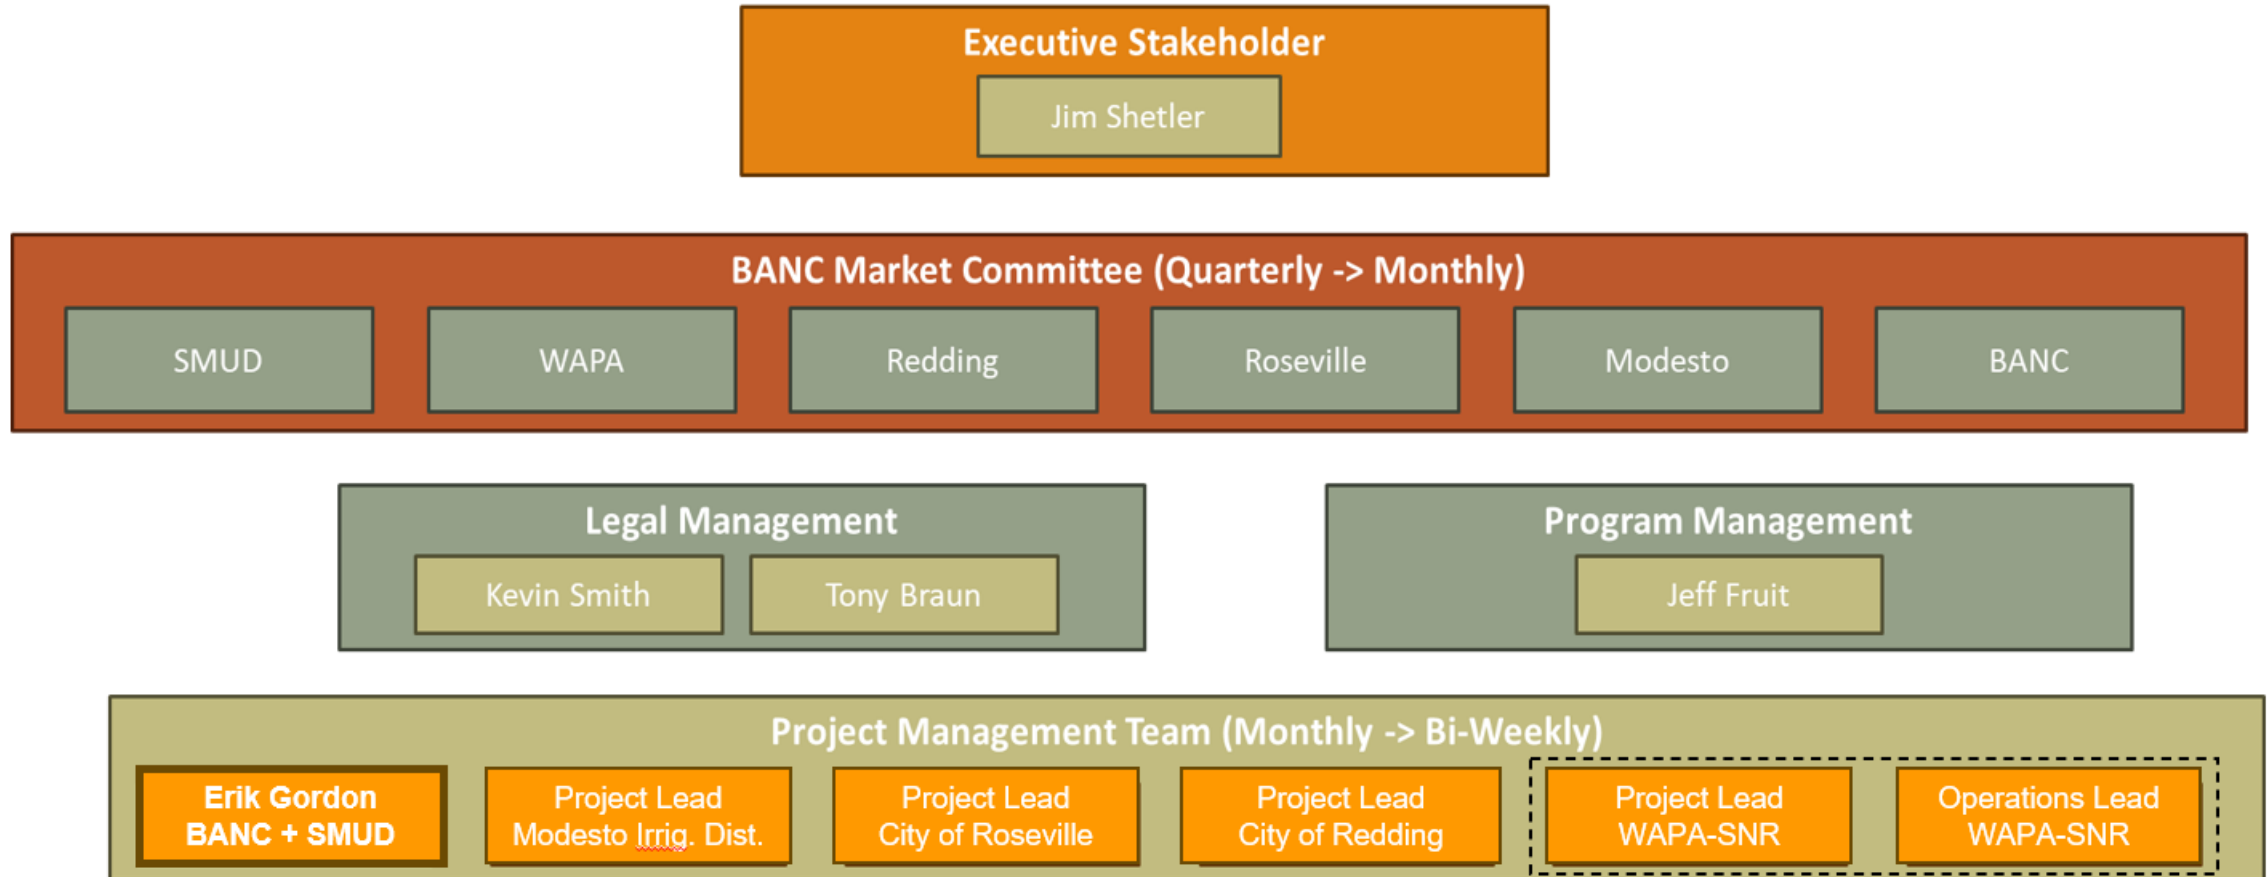 Executive Stakeholder
Jim Shetler
BANC Market Committee (Quarterly -> Monthly)
SMUD
WAPA
Redding
Roseville
Modesto
BANC
Legal Management
Kevin Smith
Tony Braun
Program Management
Jeff Fruit
Project Management Team (Monthly -> Bi-Weekly)
Erik Gordon
BANC + SMUD
Project Lead
Modesto Irrig. Dist.
Project Lead
City of Roseville
Project Lead
City of Redding
Project Lead
WAPA-SNR
Operations Lead
WAPA-SNR